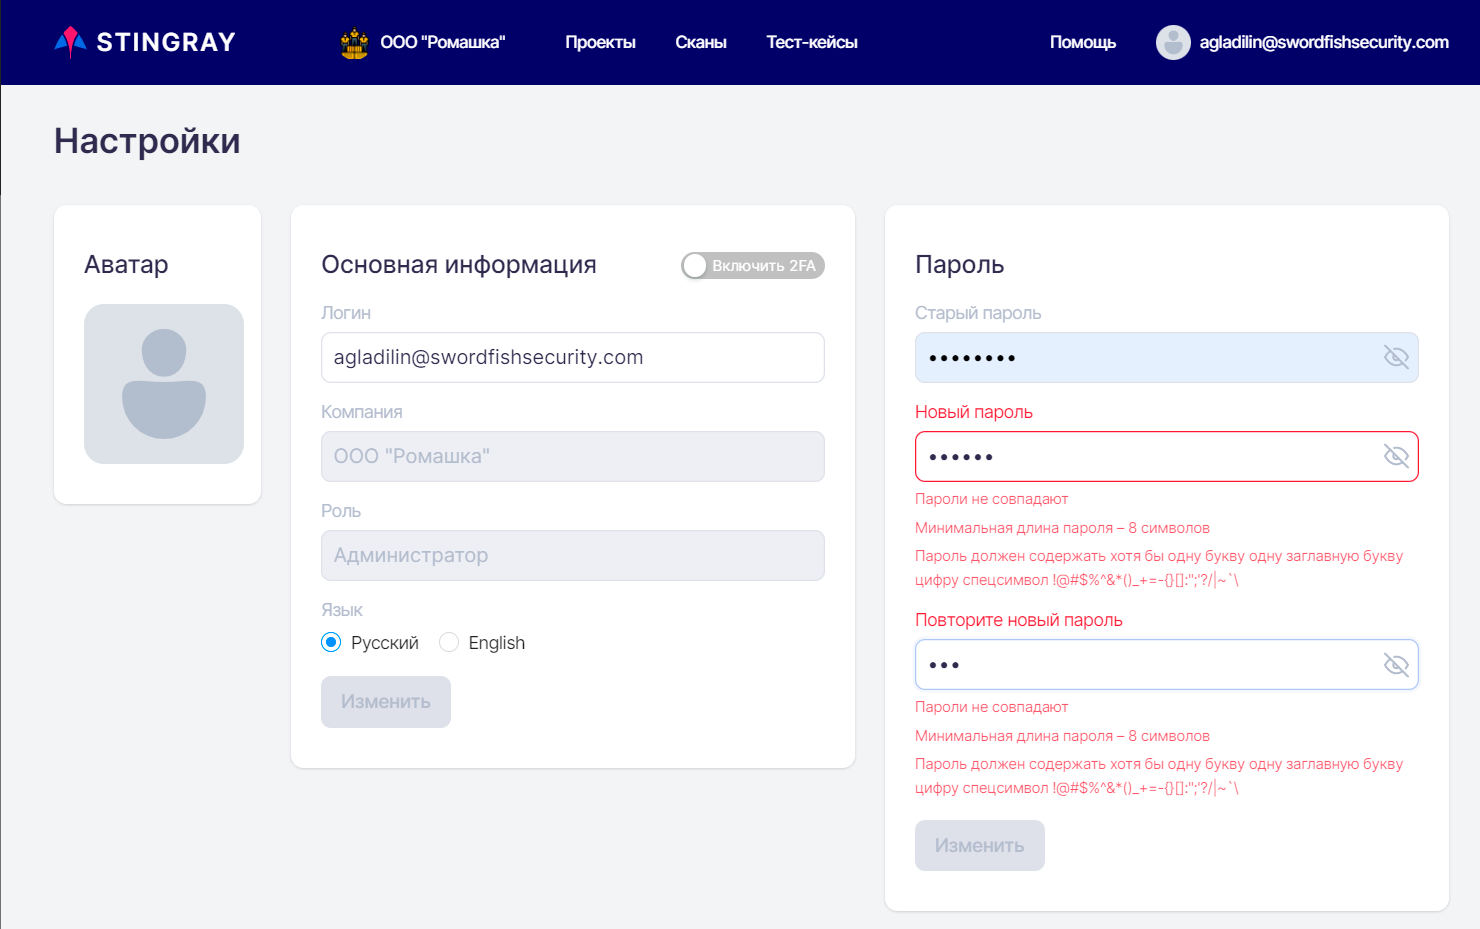 STINGRAY
ООО "Ромашка"
Проекты
Сканы
Тест-кейсы
Помощь
agladilin@swordfishsecurity.com
Настройки
Аватар
Основная информация
Включить 2FA
Логин
agladilin@swordfishsecurity.com
Компания
ООО "Ромашка"
Роль
Администратор
Язык
Русский
English
Изменить
Пароль
Старый пароль
••••••••
Новый пароль
••••••
Пароли не совпадают
Минимальная длина пароля – 8 символов
Пароль должен содержать хотя бы одну букву одну заглавную букву
цифру спецсимвол !@#$%^&*()_+=-{}[]:";'?/|~`\
Повторите новый пароль
•••
Пароли не совпадают
Минимальная длина пароля – 8 символов
Пароль должен содержать хотя бы одну букву одну заглавную букву
цифру спецсимвол !@#$%^&*()_+=-{}[]:";'?/|~`\
Изменить